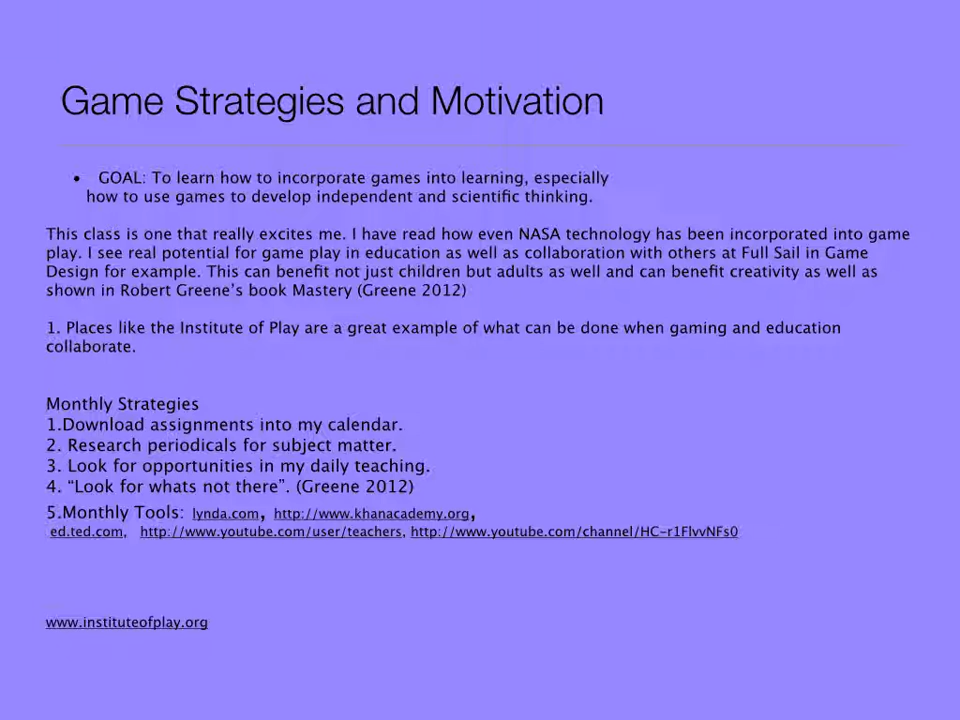 Game Strategies and Motivation
• GOAL: To learn how to incorporate games into learning, especially
how to use games to develop independent and scientific thinking.
This class is one that really excites me. I have read how even NASA technology has been incorporated into game
play. I see real potential for game play in education as well as collaboration with others at Full Sail in Game
Design for example. This can benefit not just children but adults as well and can benefit creativity as well as
shown in Robert Greene's book Mastery (Greene 2012)
1. Places like the Institute of Play are a great example of what can be done when gaming and education
collaborate.
Monthly Strategies
1.Download assignments into my calendar.
2. Research periodicals for subject matter.
3. Look for opportunities in my daily teaching.
4. “Look for whats not there”. (Greene 2012)
5.Monthly Tools: lynda.com, http://www.khanacademy.org,
ed.ted.com, http://www.youtube.com/user/teachers, http://www.youtube.com/channel/HC-r1FlvvNFs0
www.instituteofplay.org